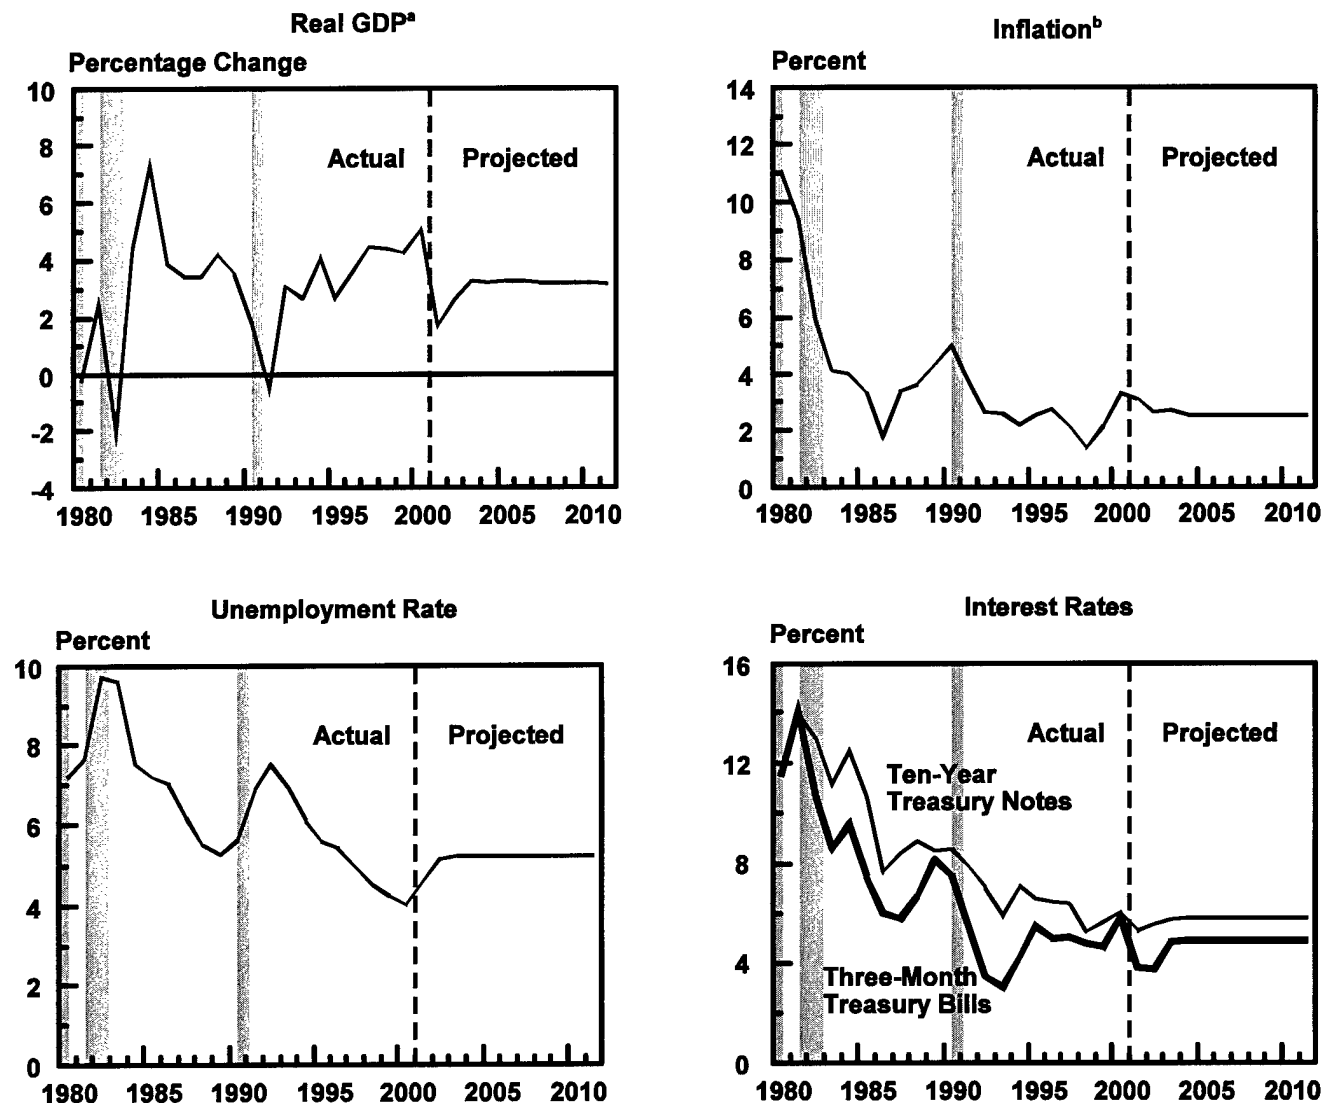 Real GDPᵃ
Percentage Change
10
8
6
4
2
0
-2
-4
Actual
Projected
1980 1985 1990 1995 2000 2005 2010
Inflationᵇ
Percent
14
12
10
8
6
4
2
0
Actual
Projected
1980 1985 1990 1995 2000 2005 2010
Unemployment Rate
Percent
10
8
6
4
2
0
Actual
Projected
1980 1985 1990 1995 2000 2005 2010
Interest Rates
Percent
16
12
8
4
0
Actual
Projected
Ten-Year
Treasury Notes
Three-Month
Treasury Bills
1980 1985 1990 1995 2000 2005 2010